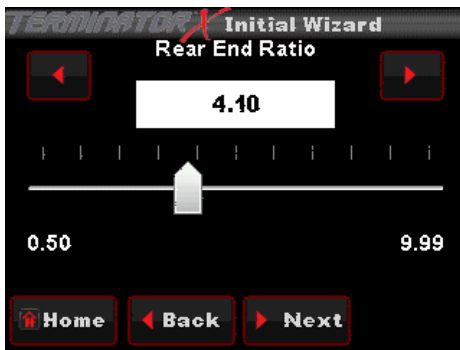 TERMINATOR X Initial Wizard
Rear End Ratio
4.10
0.50 9.99
Home Back Next